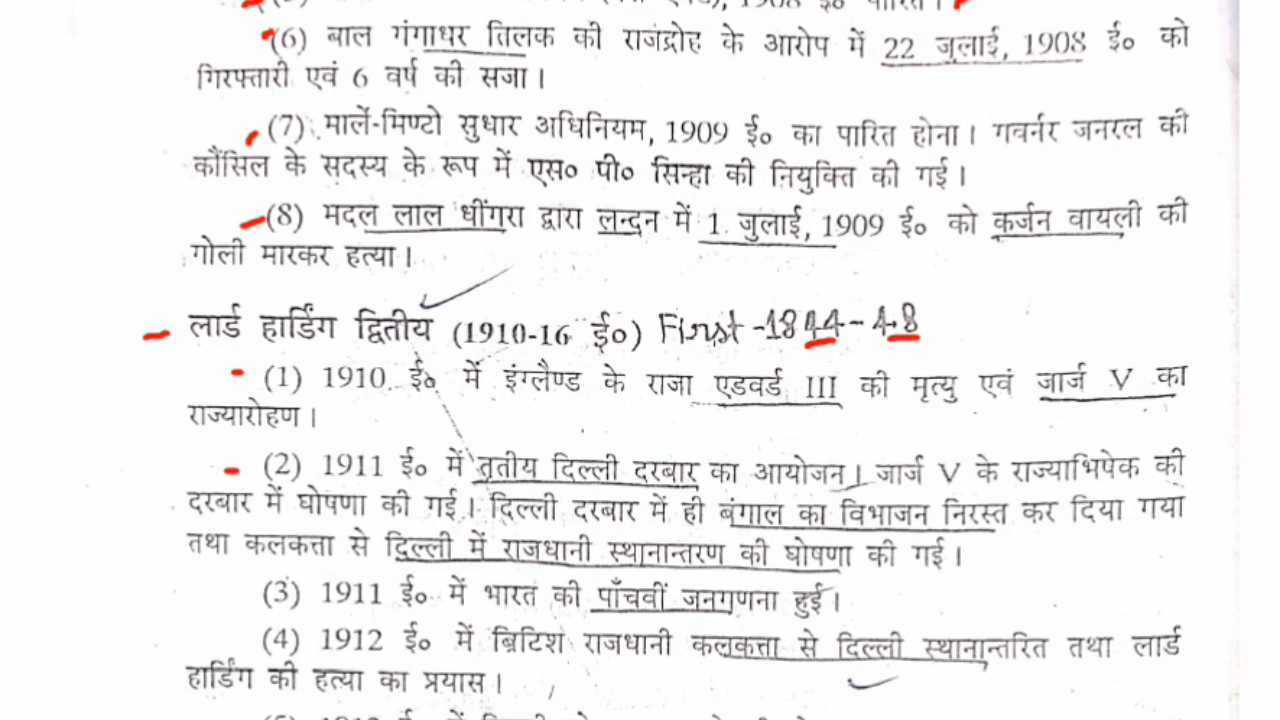 1908 ई० पारित।
(6) बाल गंगाधर तिलक की राजद्रोह के आरोप में 22 जुलाई, 1908 ई० को
गिरफ्तारी एवं 6 वर्ष की सजा।
(7) मार्ले-मिण्टो सुधार अधिनियम, 1909 ई० का पारित होना। गवर्नर जनरल की
कौंसिल के सदस्य के रूप में एस० पी० सिन्हा की नियुक्ति की गई।
(8) मदल लाल धींगरा द्वारा लन्दन में 1 जुलाई, 1909 ई० को कर्जन वायली की
गोली मारकर हत्या।
लार्ड हार्डिंग द्वितीय (1910-16 ई०) First -1844-48
(1) 1910 ई० में इंग्लैण्ड के राजा एडवर्ड III की मृत्यु एवं जार्ज V का
राज्यारोहण।
(2) 1911 ई० में तृतीय दिल्ली दरबार का आयोजन। जार्ज V के राज्याभिषेक की
दरबार में घोषणा की गई। दिल्ली दरबार में ही बंगाल का विभाजन निरस्त कर दिया गया
तथा कलकत्ता से दिल्ली में राजधानी स्थानान्तरण की घोषणा की गई।
(3) 1911 ई० में भारत की पाँचवीं जनगणना हुई।
(4) 1912 ई० में ब्रिटिश राजधानी कलकत्ता से दिल्ली स्थानान्तरित तथा लार्ड
हार्डिंग की हत्या का प्रयास।